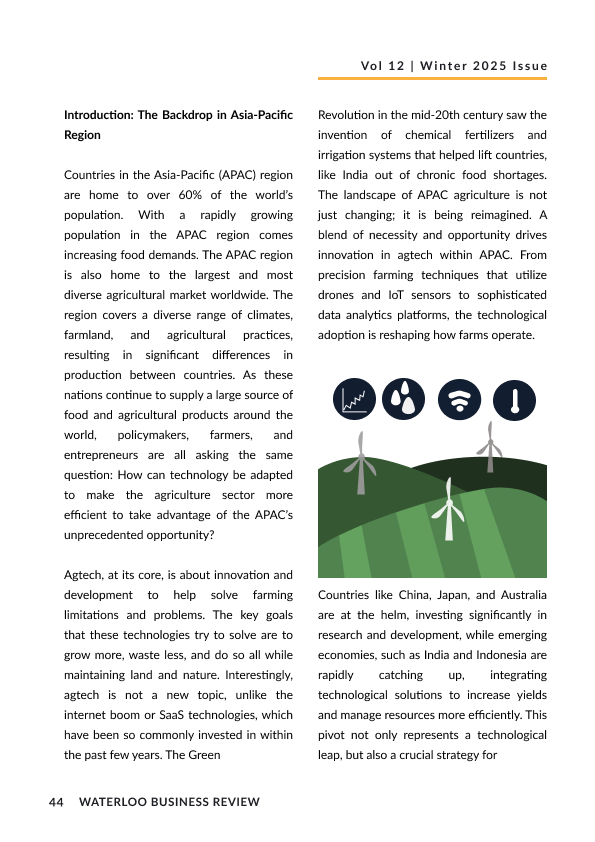 Vol 12 | Winter 2025 Issue
Introduction: The Backdrop in Asia-Pacific
Region
Countries in the Asia-Pacific (APAC) region
are home to over 60% of the world's
population. With a rapidly growing
population in the APAC region comes
increasing food demands. The APAC region
is also home to the largest and most
diverse agricultural market worldwide. The
region covers a diverse range of climates,
farmland, and agricultural practices,
resulting in significant differences in
production between countries. As these
nations continue to supply a large source of
food and agricultural products around the
world, policymakers, farmers, and
entrepreneurs are all asking the same
question: How can technology be adapted
to make the agriculture sector more
efficient to take advantage of the APAC's
unprecedented opportunity?
Agtech, at its core, is about innovation and
development to help solve farming
limitations and problems. The key goals
that these technologies try to solve are to
grow more, waste less, and do so all while
maintaining land and nature. Interestingly,
agtech is not a new topic, unlike the
internet boom or SaaS technologies, which
have been so commonly invested in within
the past few years. The Green
Revolution in the mid-20th century saw the
invention of chemical fertilizers and
irrigation systems that helped lift countries,
like India out of chronic food shortages.
The landscape of APAC agriculture is not
just changing; it is being reimagined. A
blend of necessity and opportunity drives
innovation in agtech within APAC. From
precision farming techniques that utilize
drones and IoT sensors to sophisticated
data analytics platforms, the technological
adoption is reshaping how farms operate.
Countries like China, Japan, and Australia
are at the helm, investing significantly in
research and development, while emerging
economies, such as India and Indonesia are
rapidly catching up, integrating
technological solutions to increase yields
and manage resources more efficiently. This
pivot not only represents a technological
leap, but also a crucial strategy for
44 WATERLOO BUSINESS REVIEW